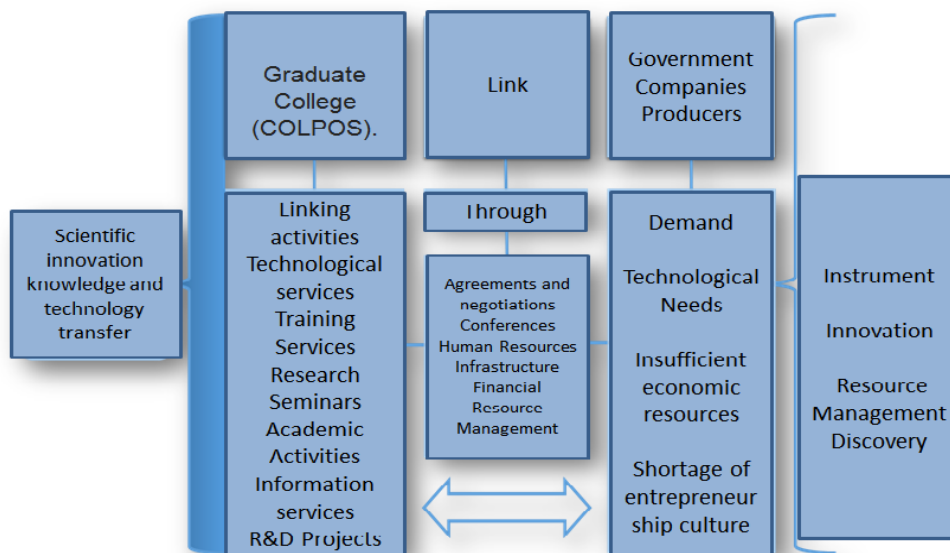 Graduate
College
(COLPOS).
Link
Government
Companies
Producers
Scientific
innovation
knowledge and
technology
transfer
Linking
activities
Technological
services
Training
Services
Research
Seminars
Academic
Activities
Information
services
R&D Projects
Through
Agreements and
negotiations
Conferences
Human Resources
Infrastructure
Financial
Resource
Management
Demand
Technological
Needs
Insufficient
economic
resources
Shortage of
entrepreneur
ship culture
Instrument
Innovation
Resource
Management
Discovery